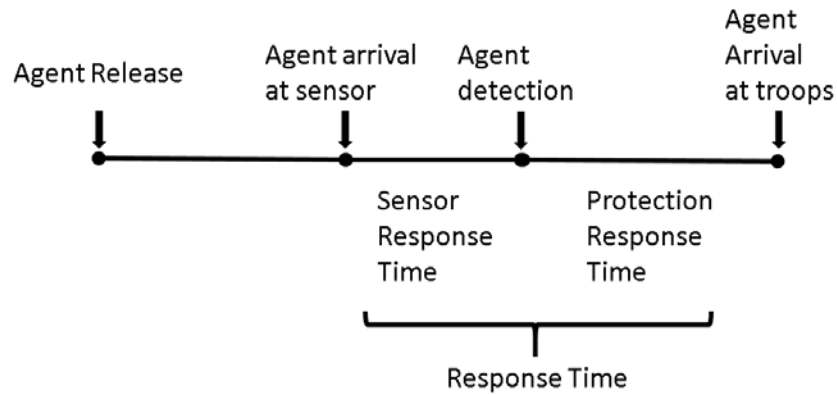 Agent Release
Agent arrival
at sensor
Agent
detection
Agent
Arrival
at troops
Sensor
Response
Time
Protection
Response
Time
Response Time